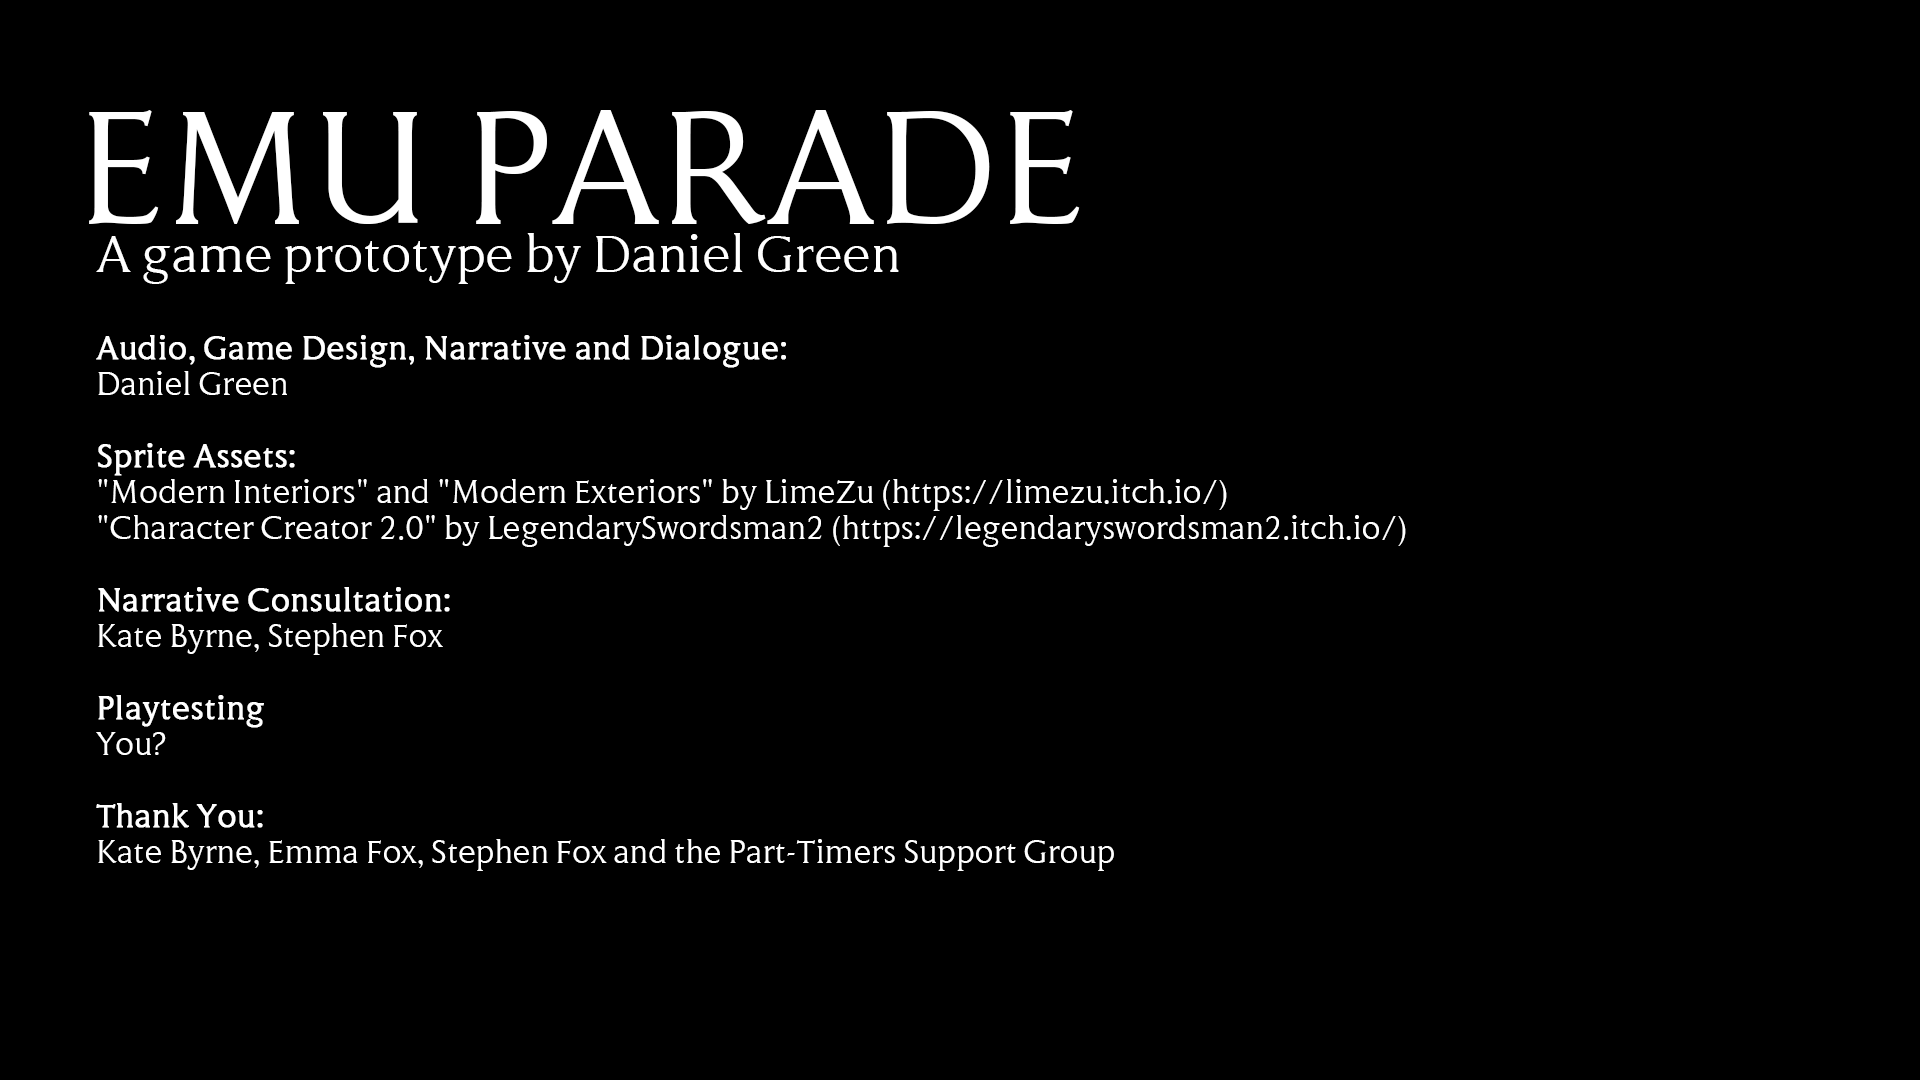 EMU PARADE
A game prototype by Daniel Green
Audio, Game Design, Narrative and Dialogue:
Daniel Green
Sprite Assets:
"Modern Interiors" and "Modern Exteriors" by LimeZu (https://limezu.itch.io/)
"Character Creator 2.0" by LegendarySwordsman2 (https://legendaryswordsman2.itch.io/)
Narrative Consultation:
Kate Byrne, Stephen Fox
Playtesting
You?
Thank You:
Kate Byrne, Emma Fox, Stephen Fox and the Part-Timers Support Group